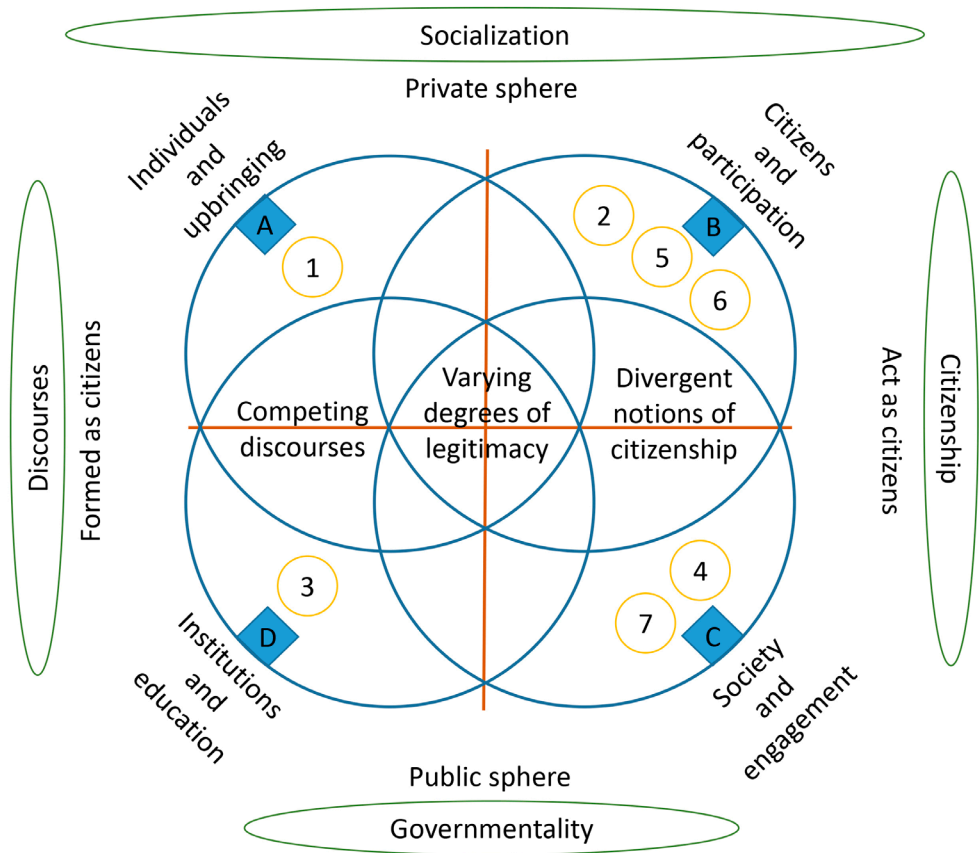 Socialization
Private sphere
Individuals
and
upbringing
Citizens
and
participation
A
1
2
5
6
B
Discourses
Formed as citizens
Competing
discourses
Varying
degrees of
legitimacy
Divergent
notions of
citizenship
Act as citizens
Citizenship
3
D
4
7
C
Institutions
and
education
Society
and
engagement
Public sphere
Governmentality